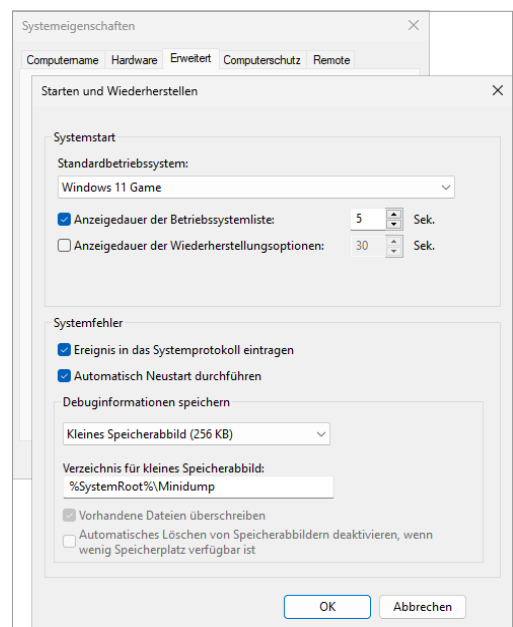 Systemeigenschaften
Computername Hardware Erweitert Computerschutz Remote
Starten und Wiederherstellen
Systemstart
Standardbetriebssystem:
Windows 11 Game
Anzeigedauer der Betriebssystemliste: 5 Sek.
Anzeigedauer der Wiederherstellungsoptionen: 30 Sek.
Systemfehler
Ereignis in das Systemprotokoll eintragen
Automatisch Neustart durchführen
Debuginformationen speichern
Kleines Speicherabbild (256 KB)
Verzeichnis für kleines Speicherabbild:
%SystemRoot%\Minidump
Vorhandene Dateien überschreiben
Automatisches Löschen von Speicherabbildern deaktivieren, wenn
wenig Speicherplatz verfügbar ist
OK Abbrechen